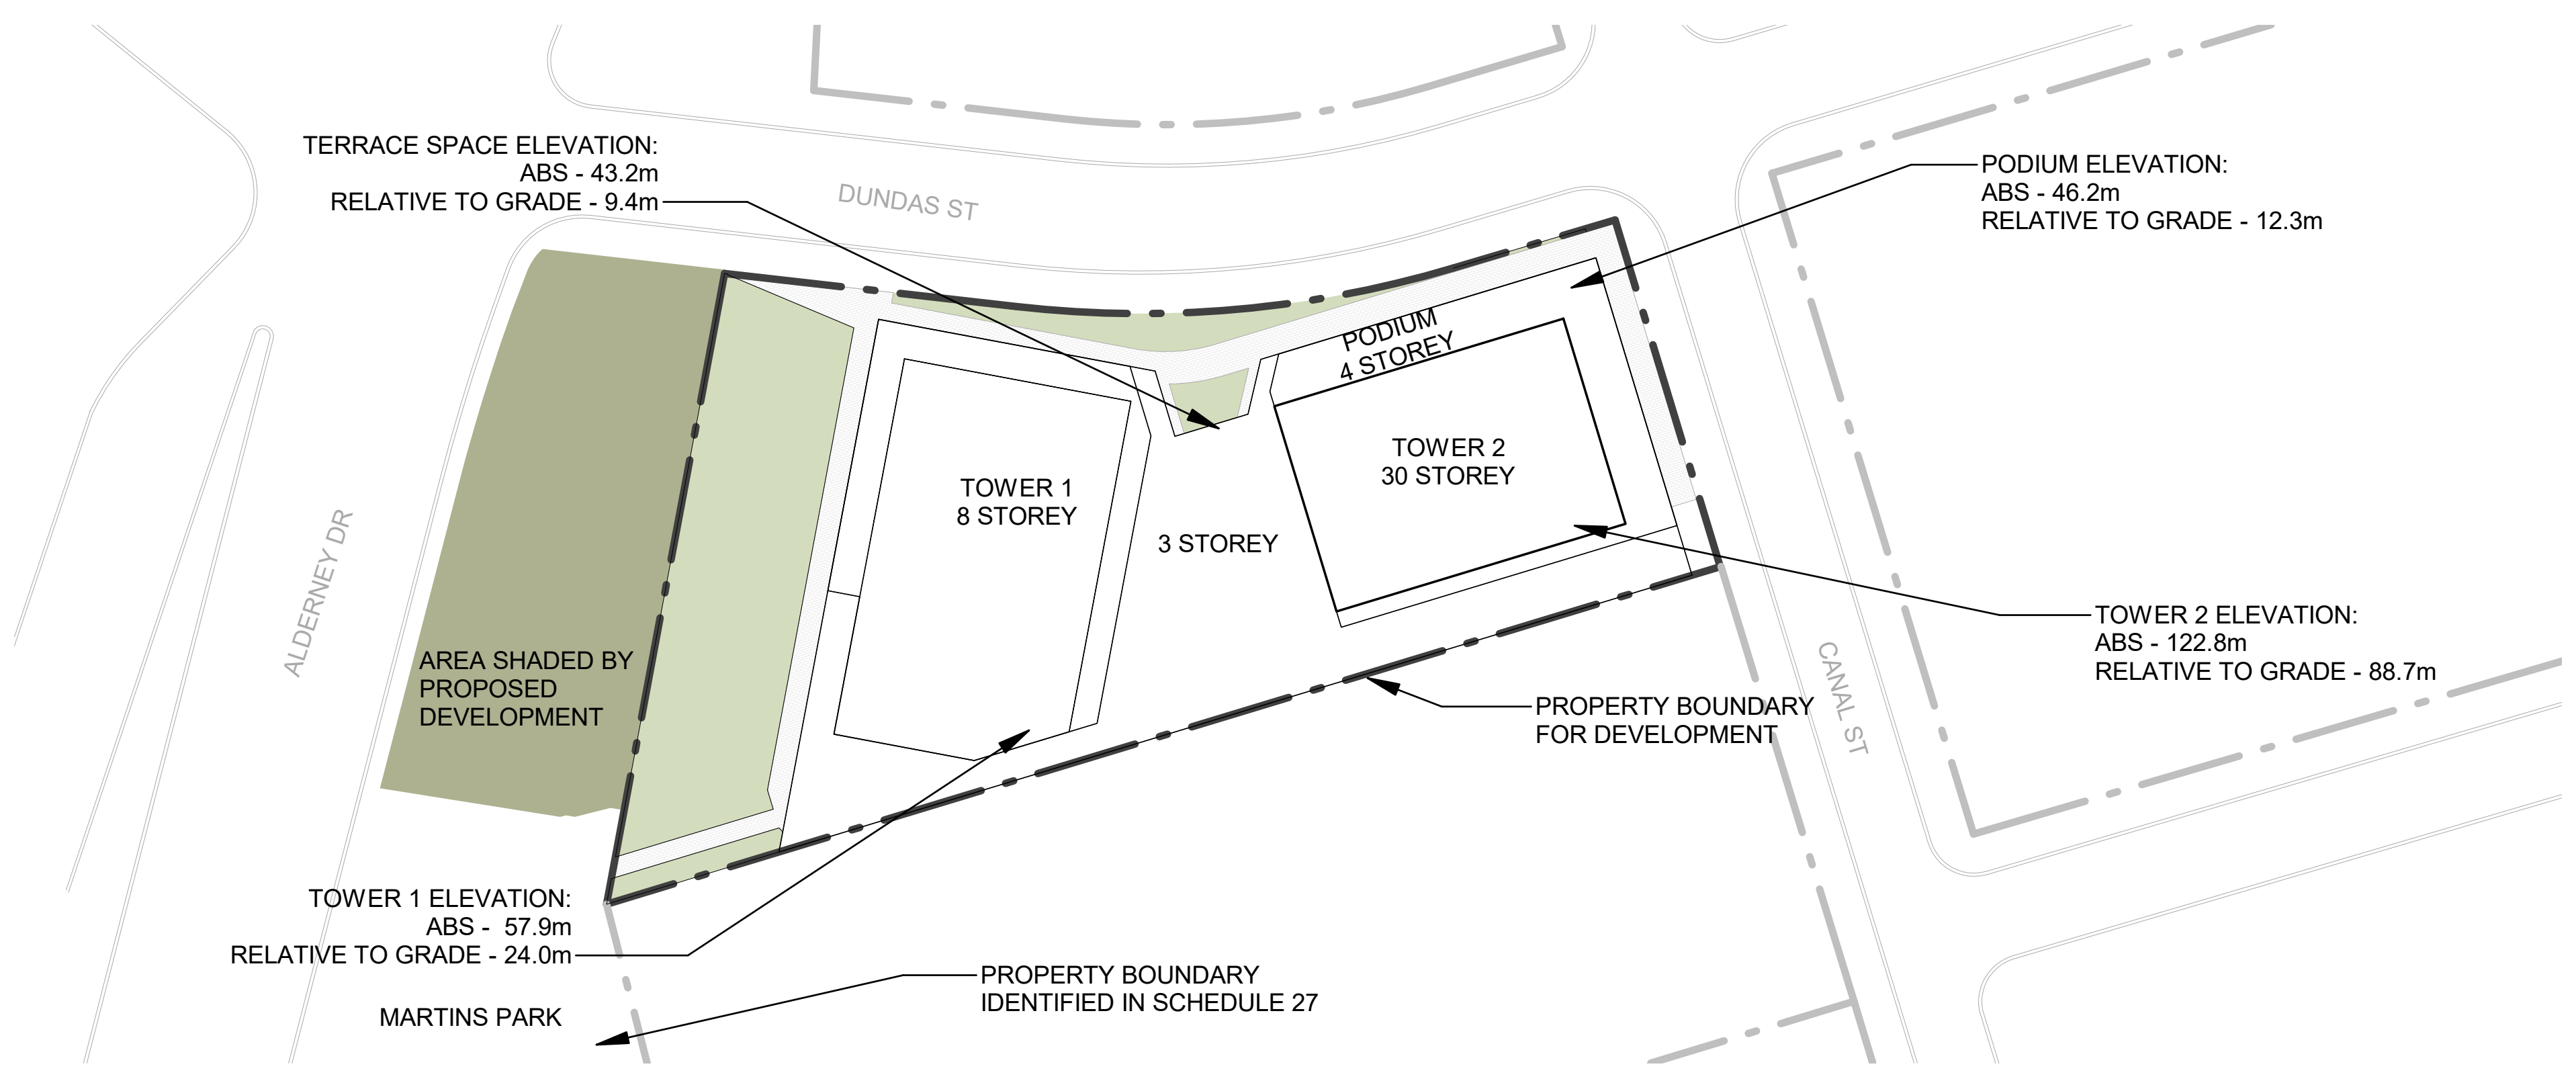 TERRACE SPACE ELEVATION:
ABS - 43.2m
RELATIVE TO GRADE - 9.4m
DUNDAS ST
PODIUM ELEVATION:
ABS - 46.2m
RELATIVE TO GRADE - 12.3m
PODIUM
4 STOREY
TOWER 2
30 STOREY
TOWER 1
8 STOREY
3 STOREY
ALDERNEY DR
AREA SHADED BY
PROPOSED
DEVELOPMENT
TOWER 2 ELEVATION:
ABS - 122.8m
RELATIVE TO GRADE - 88.7m
PROPERTY BOUNDARY
FOR DEVELOPMENT
CANAL ST
TOWER 1 ELEVATION:
ABS -  57.9m
RELATIVE TO GRADE - 24.0m
PROPERTY BOUNDARY
IDENTIFIED IN SCHEDULE 27
MARTINS PARK